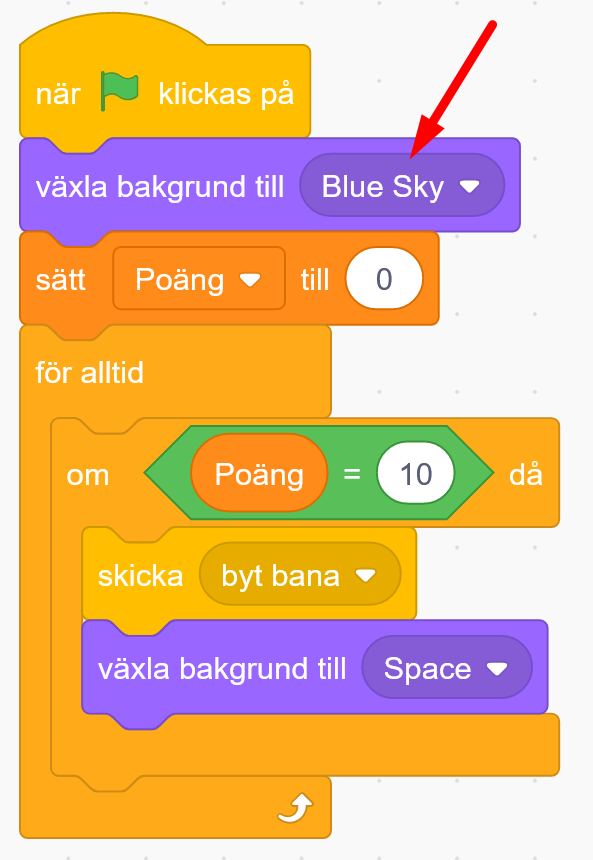 när klickas på
växla bakgrund till Blue Sky
sätt Poäng till 0
för alltid
om Poäng = 10 då
skicka byt bana
växla bakgrund till Space